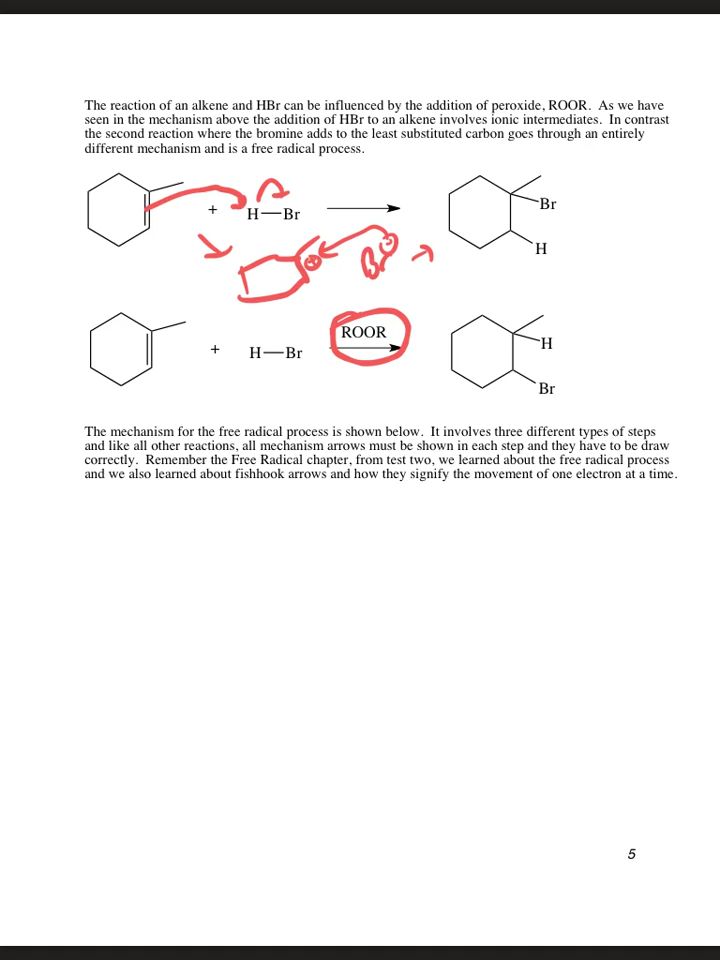 The reaction of an alkene and HBr can be influenced by the addition of peroxide, ROOR. As we have
seen in the mechanism above the addition of HBr to an alkene involves ionic intermediates. In contrast
the second reaction where the bromine adds to the least substituted carbon goes through an entirely
different mechanism and is a free radical process.
+ H—Br Br
H
⊕ Br⊖
+ H—Br ROOR H
Br
The mechanism for the free radical process is shown below. It involves three different types of steps
and like all other reactions, all mechanism arrows must be shown in each step and they have to be draw
correctly. Remember the Free Radical chapter, from test two, we learned about the free radical process
and we also learned about fishhook arrows and how they signify the movement of one electron at a time.
5